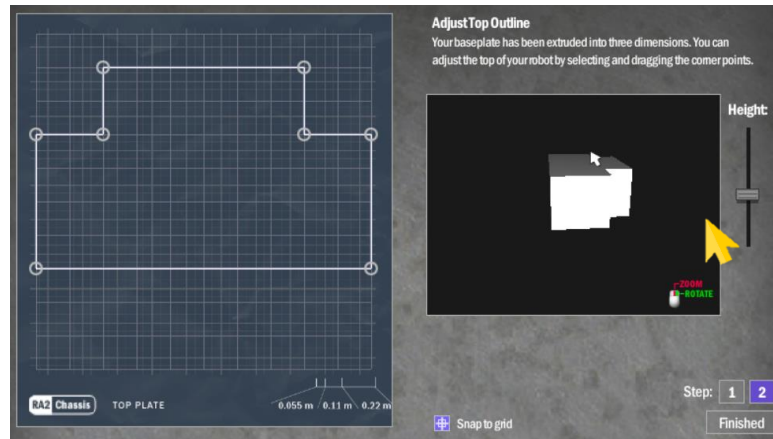 Adjust Top Outline
Your baseplate has been extruded into three dimensions. You can
adjust the top of your robot by selecting and dragging the corner points.
Height:
ZOOM
ROTATE
RA2 Chassis TOP PLATE
0.055 m 0.11 m 0.22 m
Step: 1 2
Snap to grid
Finished